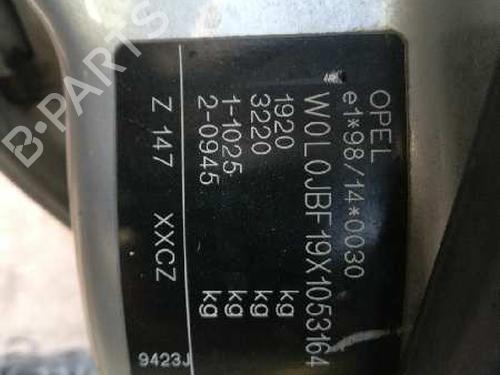 OPEL
e1*98/14*0030
W0L0JBF19X1053164
1920 kg
3220 kg
1-1025 kg
2-0945 kg
Z 147 XXCZ
9423J